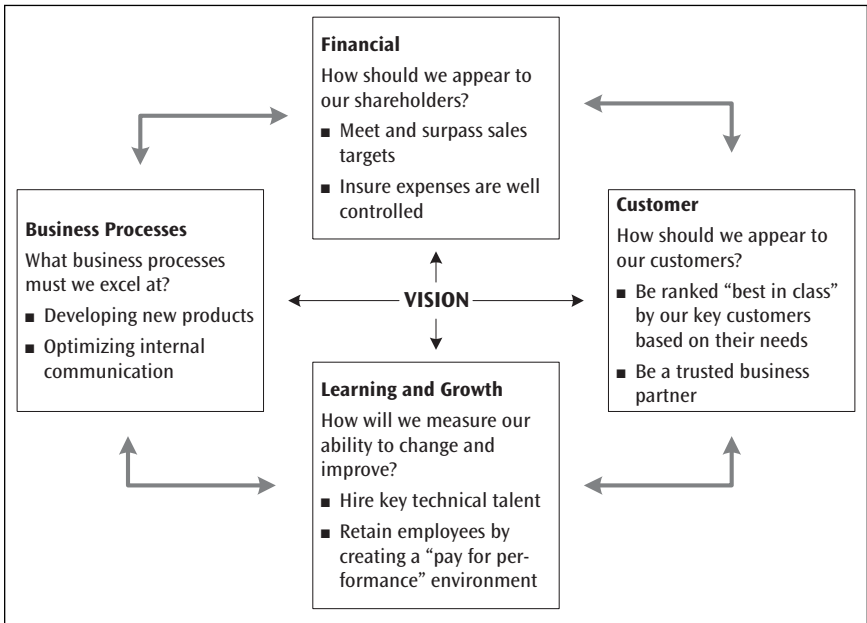 Financial
How should we appear to
our shareholders?
■ Meet and surpass sales
targets
■ Insure expenses are well
controlled
Business Processes
What business processes
must we excel at?
■ Developing new products
■ Optimizing internal
communication
VISION
Customer
How should we appear to
our customers?
■ Be ranked “best in class”
by our key customers
based on their needs
■ Be a trusted business
partner
Learning and Growth
How will we measure our
ability to change and
improve?
■ Hire key technical talent
■ Retain employees by
creating a “pay for per-
formance” environment